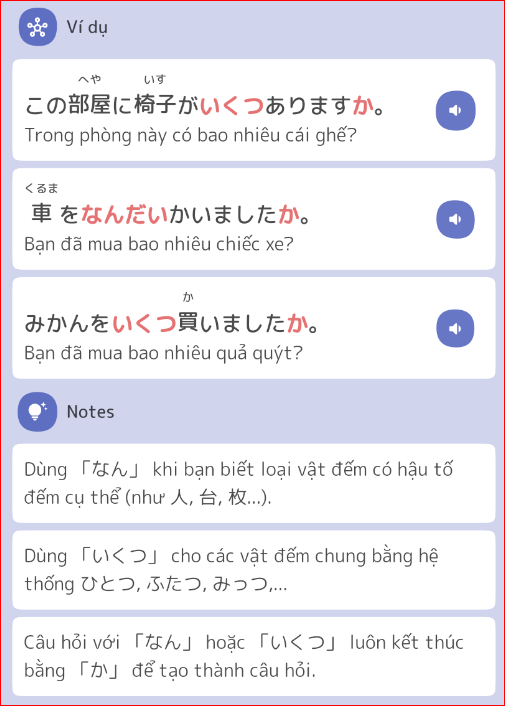 Ví dụ
へや いす
この部屋に椅子がいくつありますか。
Trong phòng này có bao nhiêu cái ghế?
くるま
車をなんだいかいましたか。
Bạn đã mua bao nhiêu chiếc xe?
か
みかんをいくつ買いましたか。
Bạn đã mua bao nhiêu quả quýt?
Notes
Dùng 「なん」 khi bạn biết loại vật đếm có hậu tố
đếm cụ thể (như 人, 台, 枚...).
Dùng 「いくつ」 cho các vật đếm chung bằng hệ
thống ひとつ, ふたつ, みっつ,...
Câu hỏi với 「なん」 hoặc 「いくつ」 luôn kết thúc
bằng 「か」 để tạo thành câu hỏi.